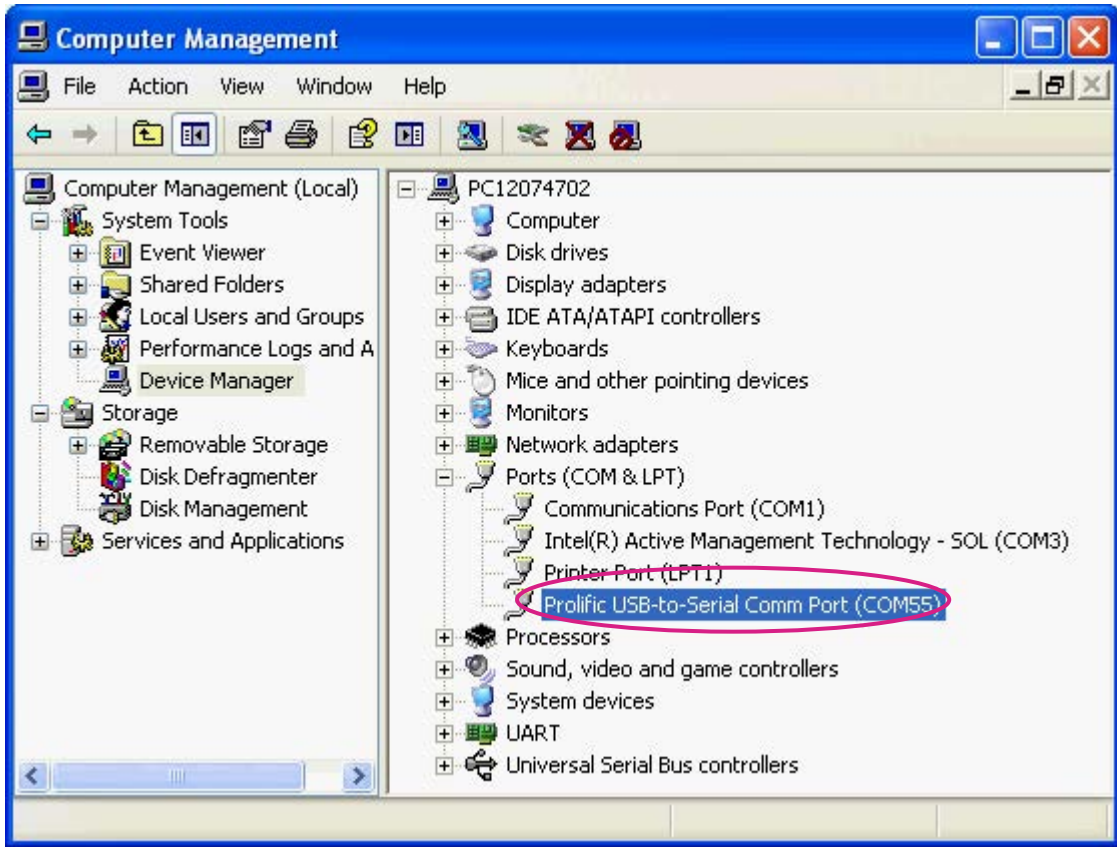 Computer Management
File Action View Window Help
Computer Management (Local)
System Tools
Event Viewer
Shared Folders
Local Users and Groups
Performance Logs and A
Device Manager
Storage
Removable Storage
Disk Defragmenter
Disk Management
Services and Applications
PC12074702
Computer
Disk drives
Display adapters
IDE ATA/ATAPI controllers
Keyboards
Mice and other pointing devices
Monitors
Network adapters
Ports (COM & LPT)
Communications Port (COM1)
Intel(R) Active Management Technology - SOL (COM3)
Printer Port (LPT1)
Prolific USB-to-Serial Comm Port (COM55)
Processors
Sound, video and game controllers
System devices
UART
Universal Serial Bus controllers